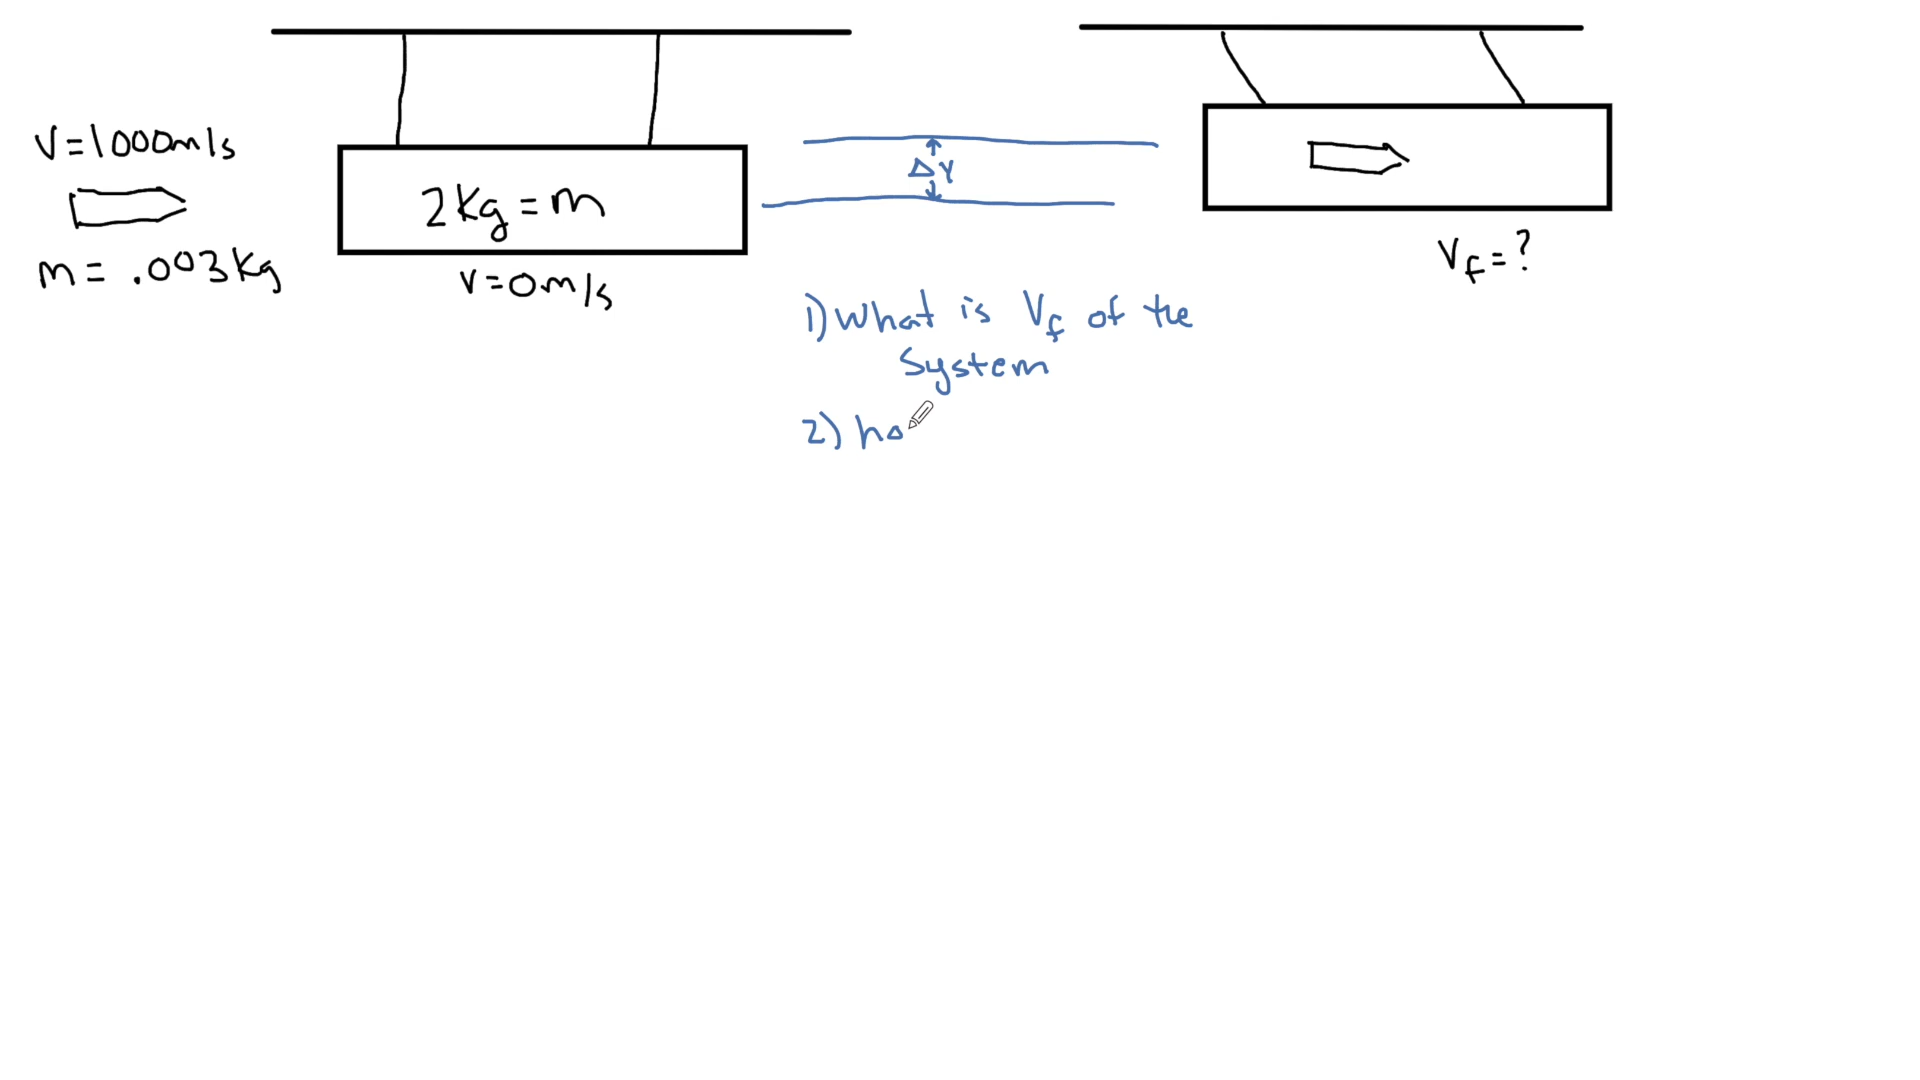 V=1000m/s
m= .003Kg
2Kg=m
v=0m/s
ΔY
Vf=?
1) What is Vf of the
System
2) ho